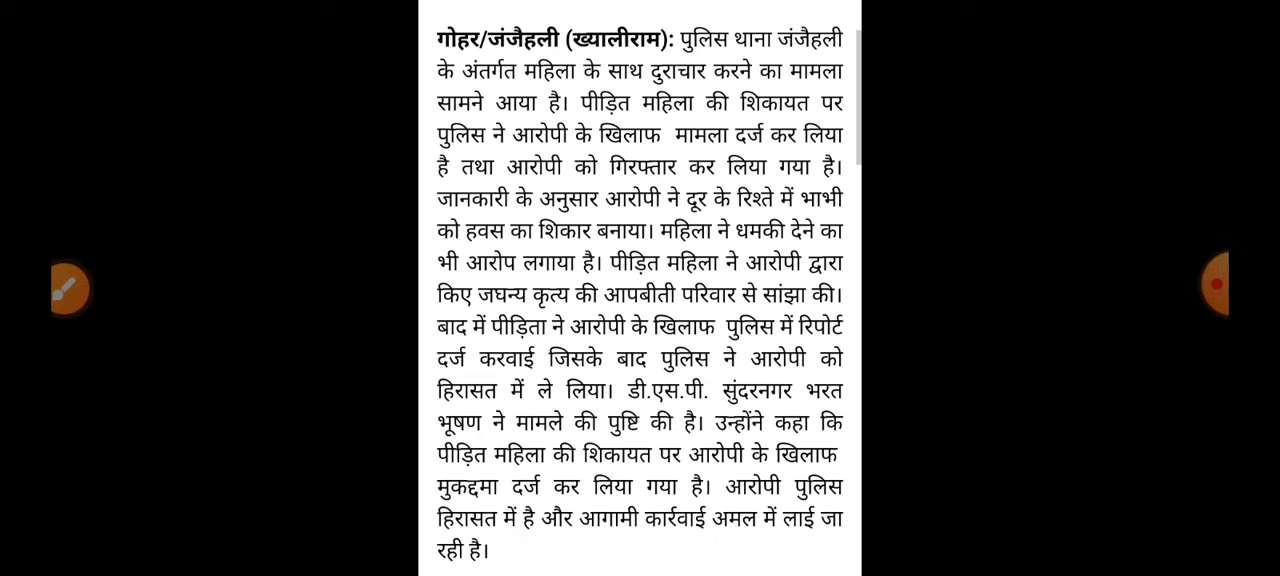 गोहर/जंजैहली (ख्यालीराम): पुलिस थाना जंजैहली
के अंतर्गत महिला के साथ दुराचार करने का मामला
सामने आया है। पीड़ित महिला की शिकायत पर
पुलिस ने आरोपी के खिलाफ मामला दर्ज कर लिया
है तथा आरोपी को गिरफ्तार कर लिया गया है।
जानकारी के अनुसार आरोपी ने दूर के रिश्ते में भाभी
को हवस का शिकार बनाया। महिला ने धमकी देने का
भी आरोप लगाया है। पीड़ित महिला ने आरोपी द्वारा
किए जघन्य कृत्य की आपबीती परिवार से सांझा की।
बाद में पीड़िता ने आरोपी के खिलाफ पुलिस में रिपोर्ट
दर्ज करवाई जिसके बाद पुलिस ने आरोपी को
हिरासत में ले लिया। डी.एस.पी. सुंदरनगर भरत
भूषण ने मामले की पुष्टि की है। उन्होंने कहा कि
पीड़ित महिला की शिकायत पर आरोपी के खिलाफ
मुकद्दमा दर्ज कर लिया गया है। आरोपी पुलिस
हिरासत में है और आगामी कार्रवाई अमल में लाई जा
रही है।